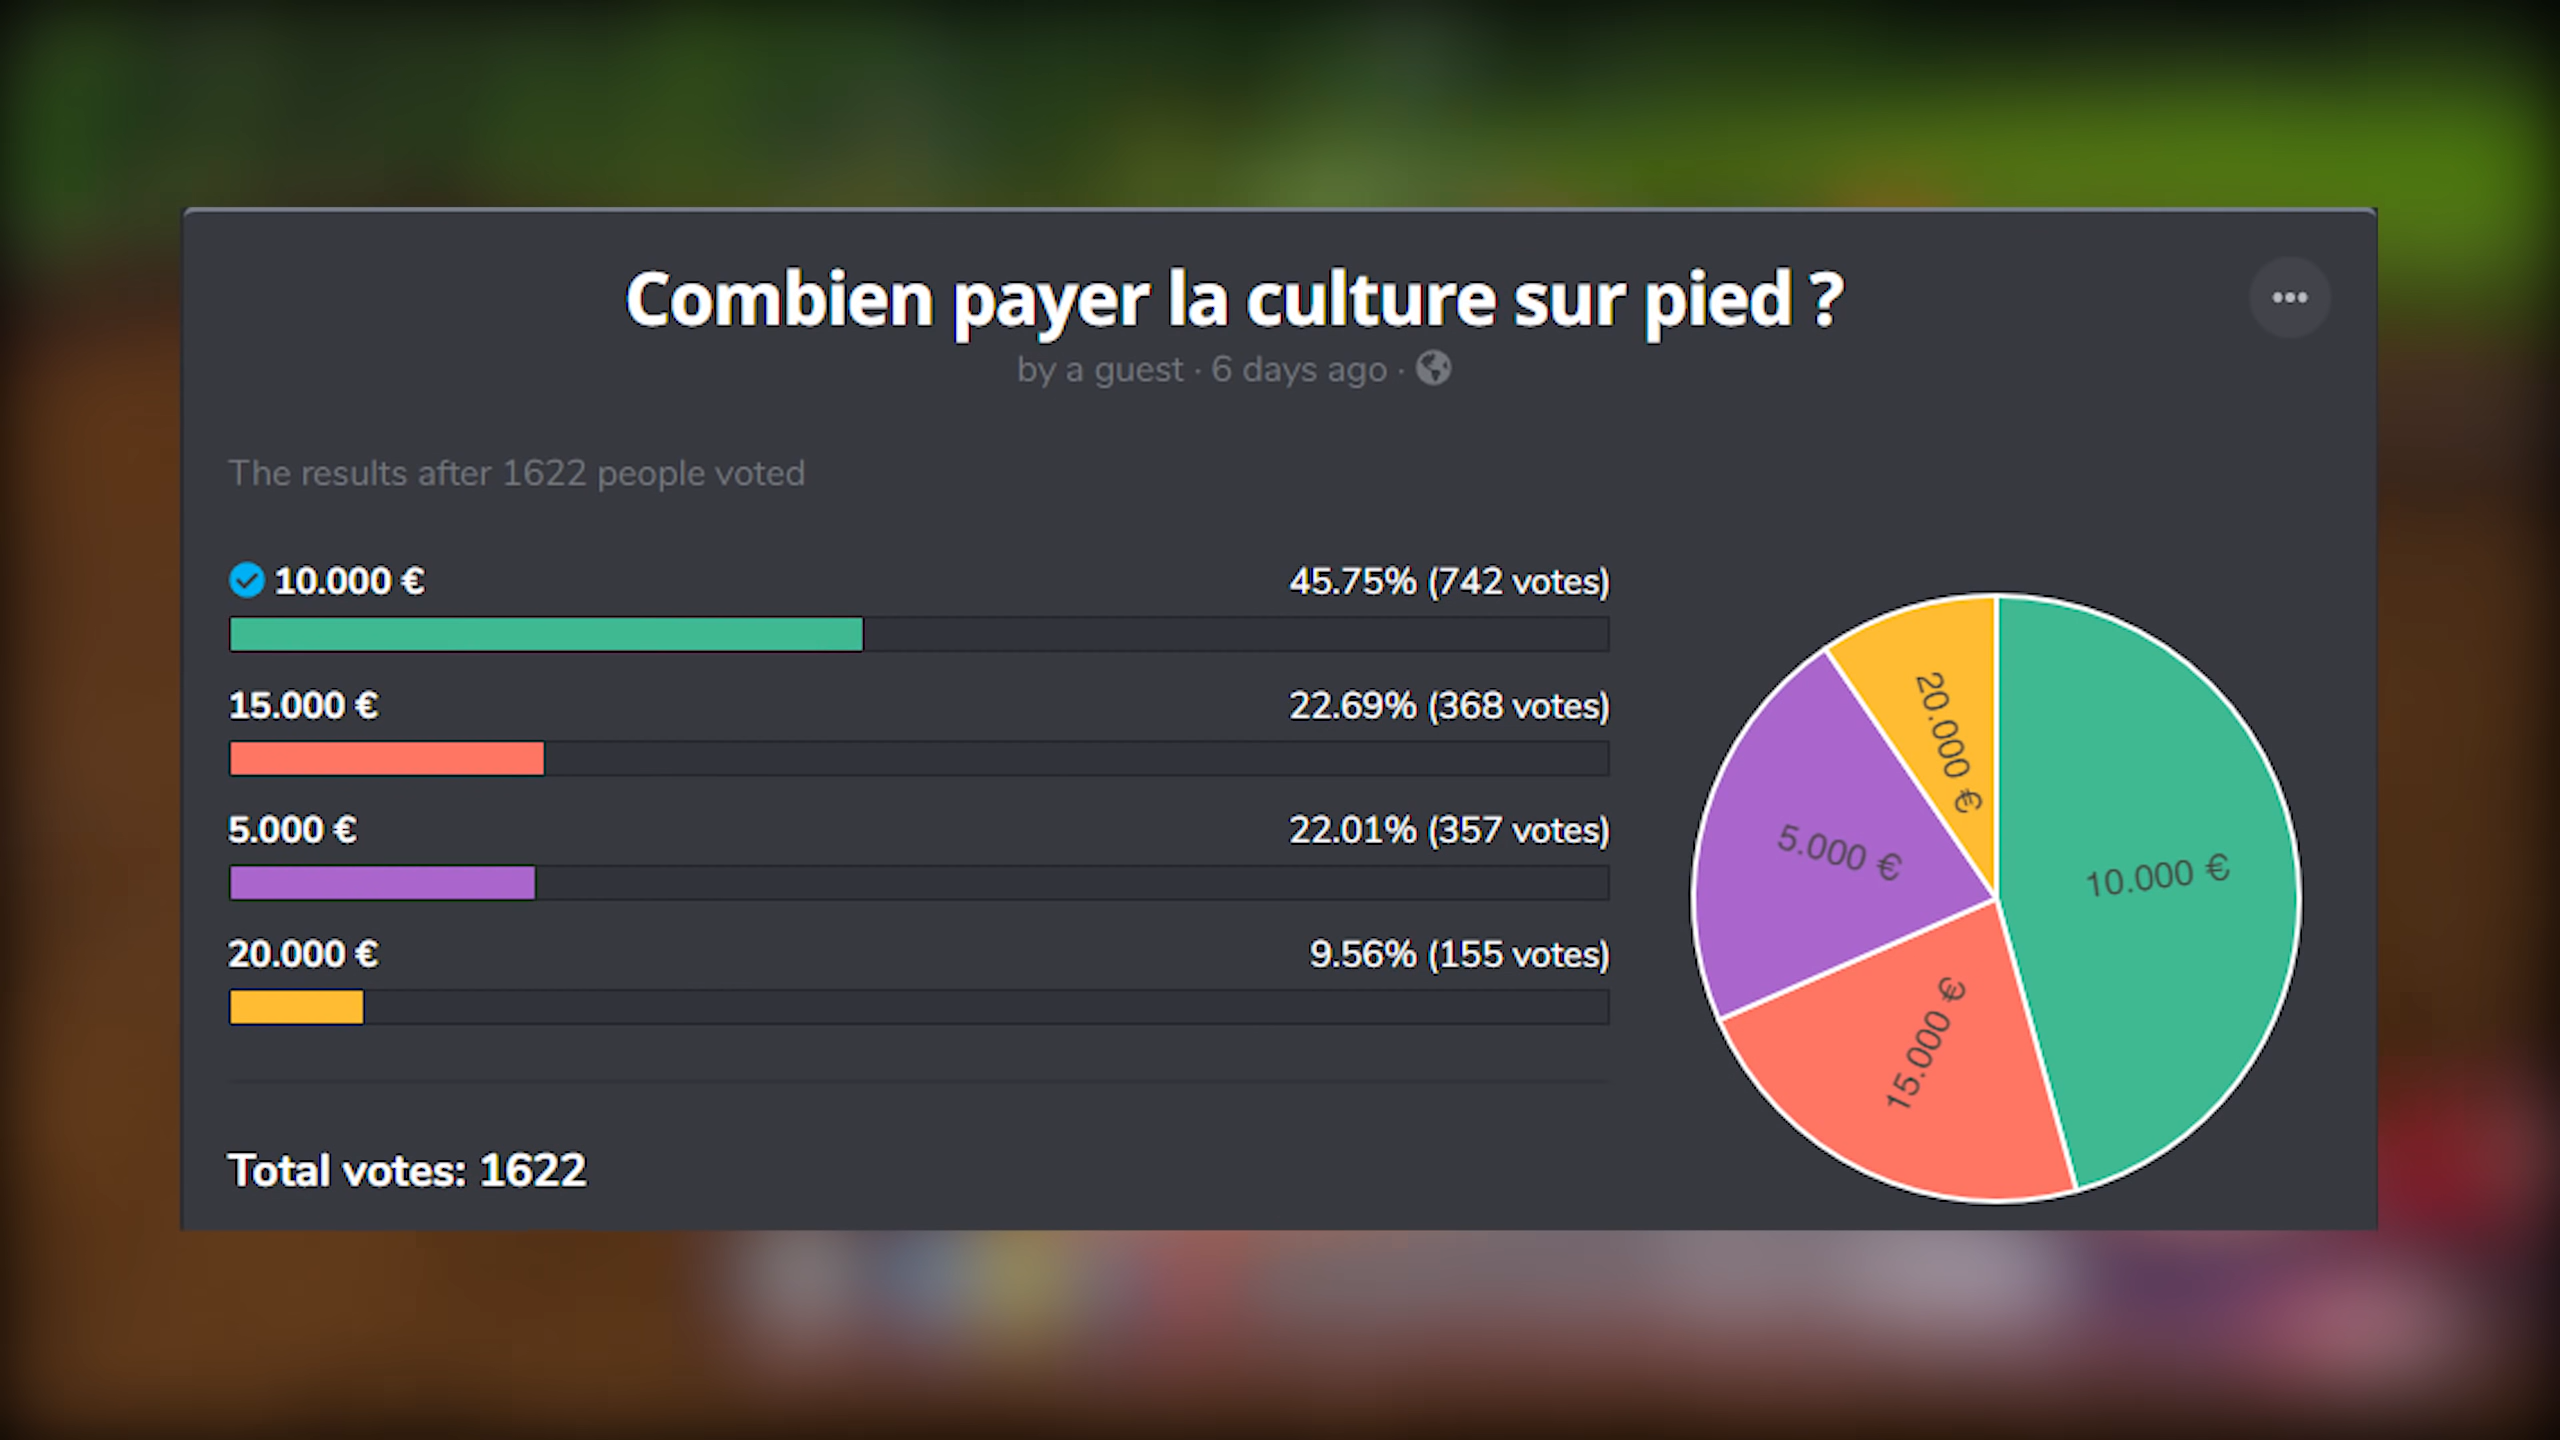 Combien payer la culture sur pied ?
by a guest · 6 days ago ·
The results after 1622 people voted
10.000 € 45.75% (742 votes)
15.000 € 22.69% (368 votes)
5.000 € 22.01% (357 votes)
20.000 € 9.56% (155 votes)
Total votes: 1622
20.000 €
5.000 €
10.000 €
15.000 €